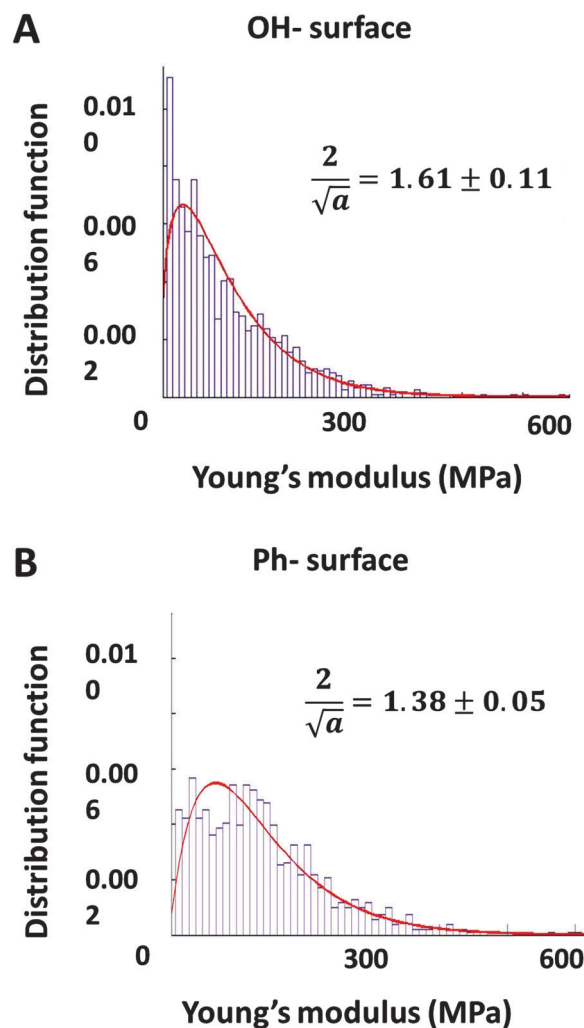 A
OH- surface
Distribution function
0.01
0
0.00
6
0.00
2
2/√a = 1.61 ± 0.11
0 300 600
Young's modulus (MPa)
B
Ph- surface
Distribution function
0.01
0
0.00
6
0.00
2
2/√a = 1.38 ± 0.05
0 300 600
Young's modulus (MPa)